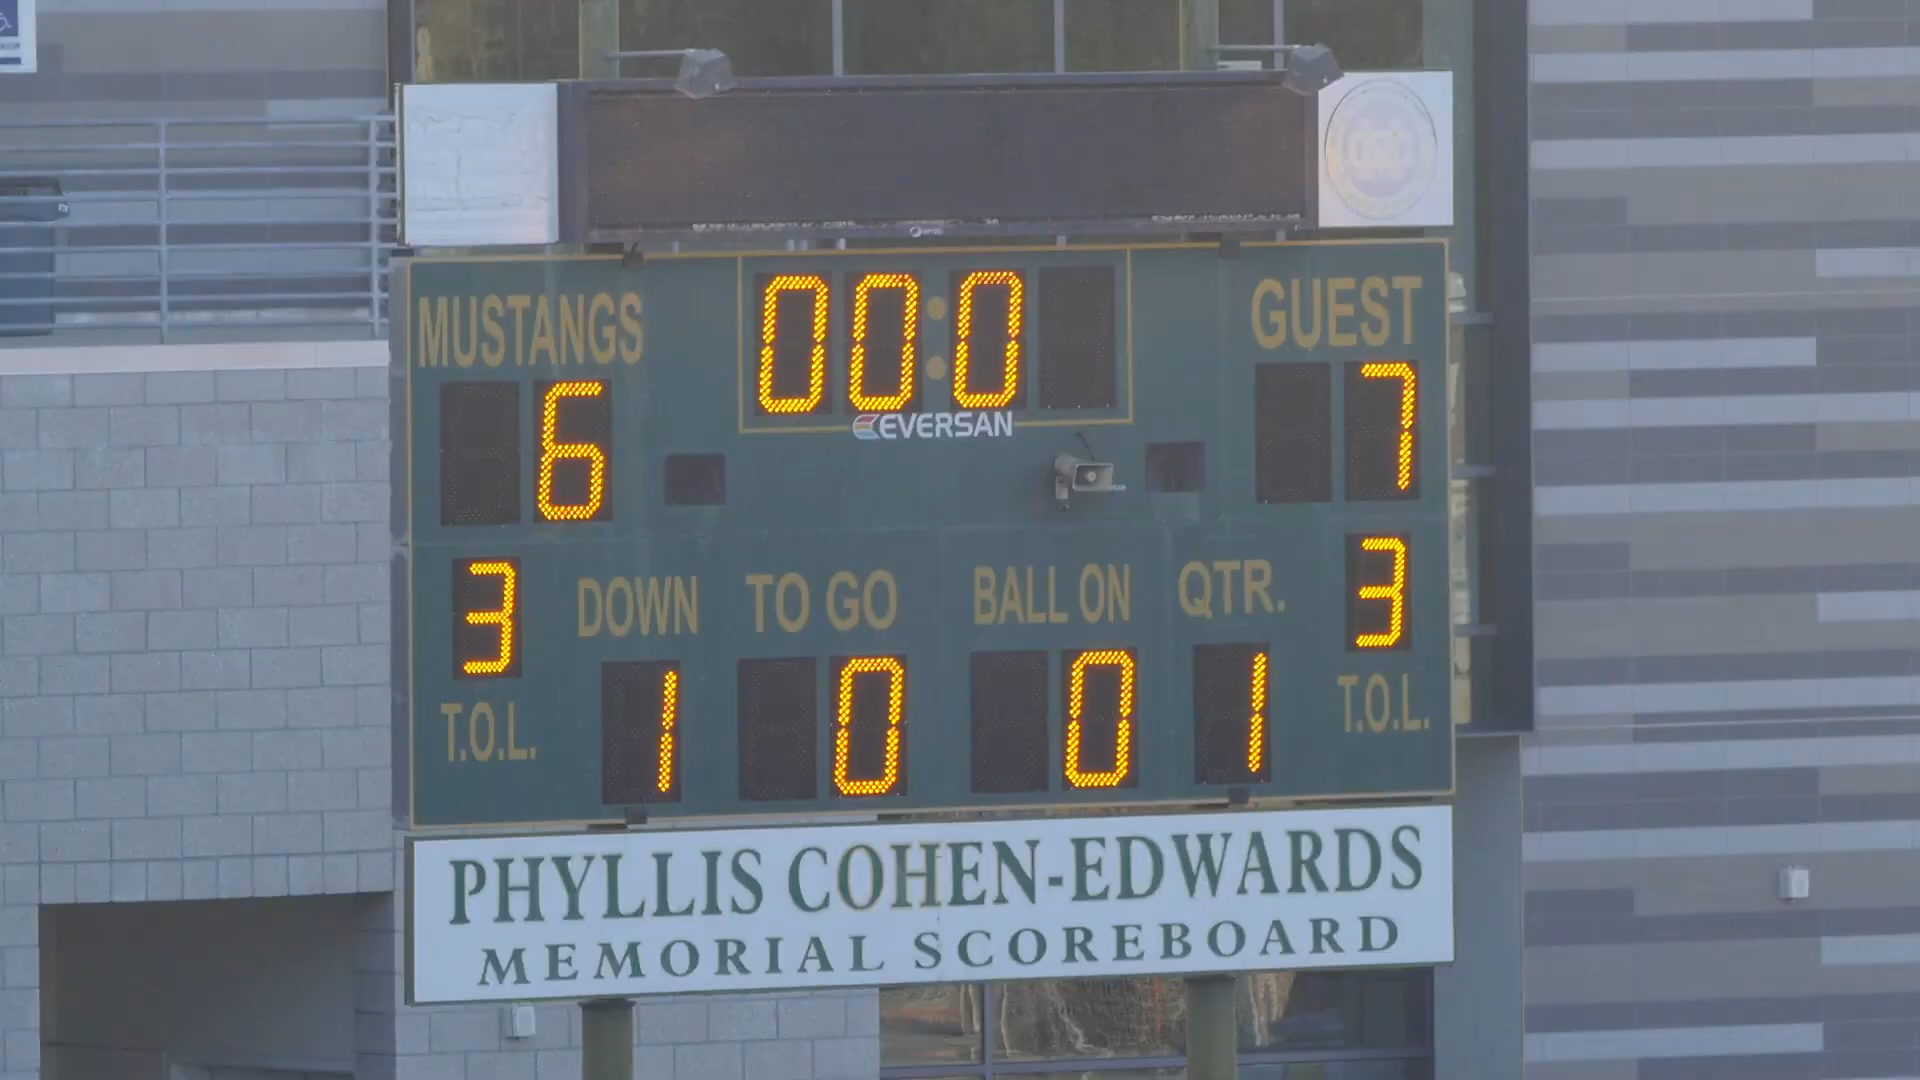 MUSTANGS 00 0:0 GUEST
EVERSAN
6 7
3 3
DOWN TO GO BALL ON QTR.
T.O.L. 1 0 0 1 T.O.L.
PHYLLIS COHEN-EDWARDS
MEMORIAL SCOREBOARD